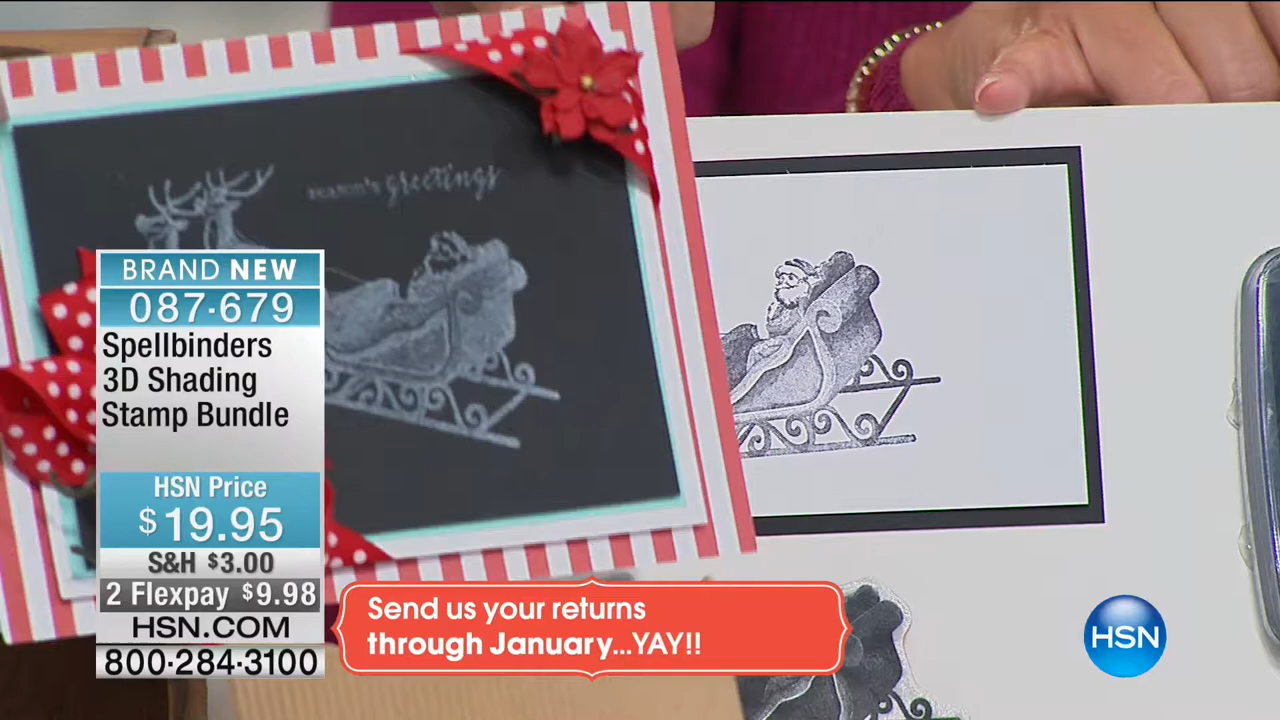 season's greetings
BRAND NEW
087-679
Spellbinders
3D Shading
Stamp Bundle
HSN Price
$19.95
S&H $3.00
2 Flexpay $9.98
HSN.COM
800-284-3100
Send us your returns
through January...YAY!!
HSN